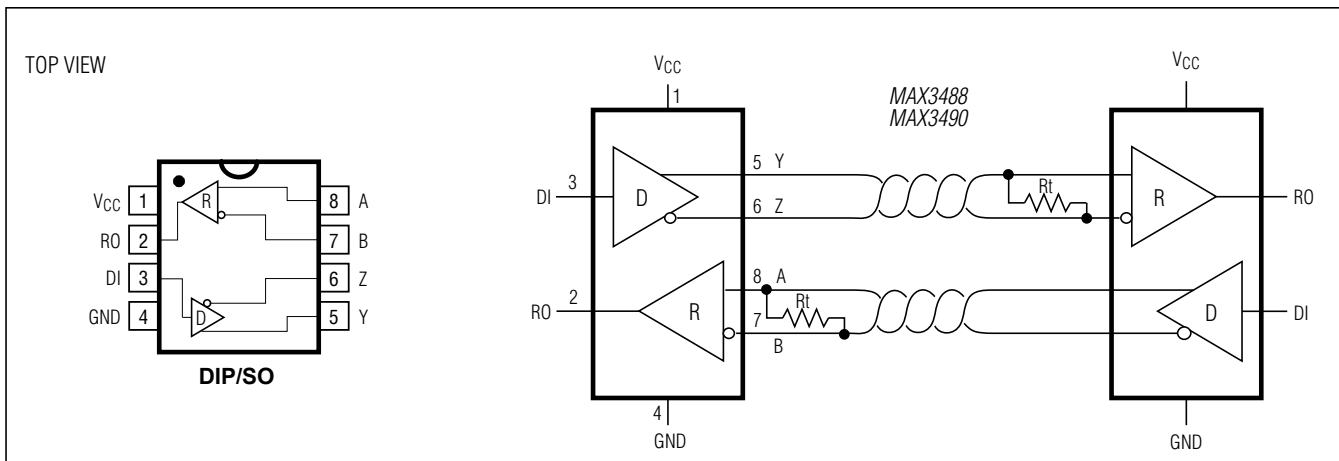 TOP VIEW
VCC 1
RO 2
DI 3
GND 4
R
D
8 A
7 B
6 Z
5 Y
DIP/SO
MAX3488
MAX3490
VCC
1
DI 3
D
5 Y
6 Z
Rt
R
RO
VCC
RO 2
R
8 A
7
B
Rt
D
DI
4
GND
GND